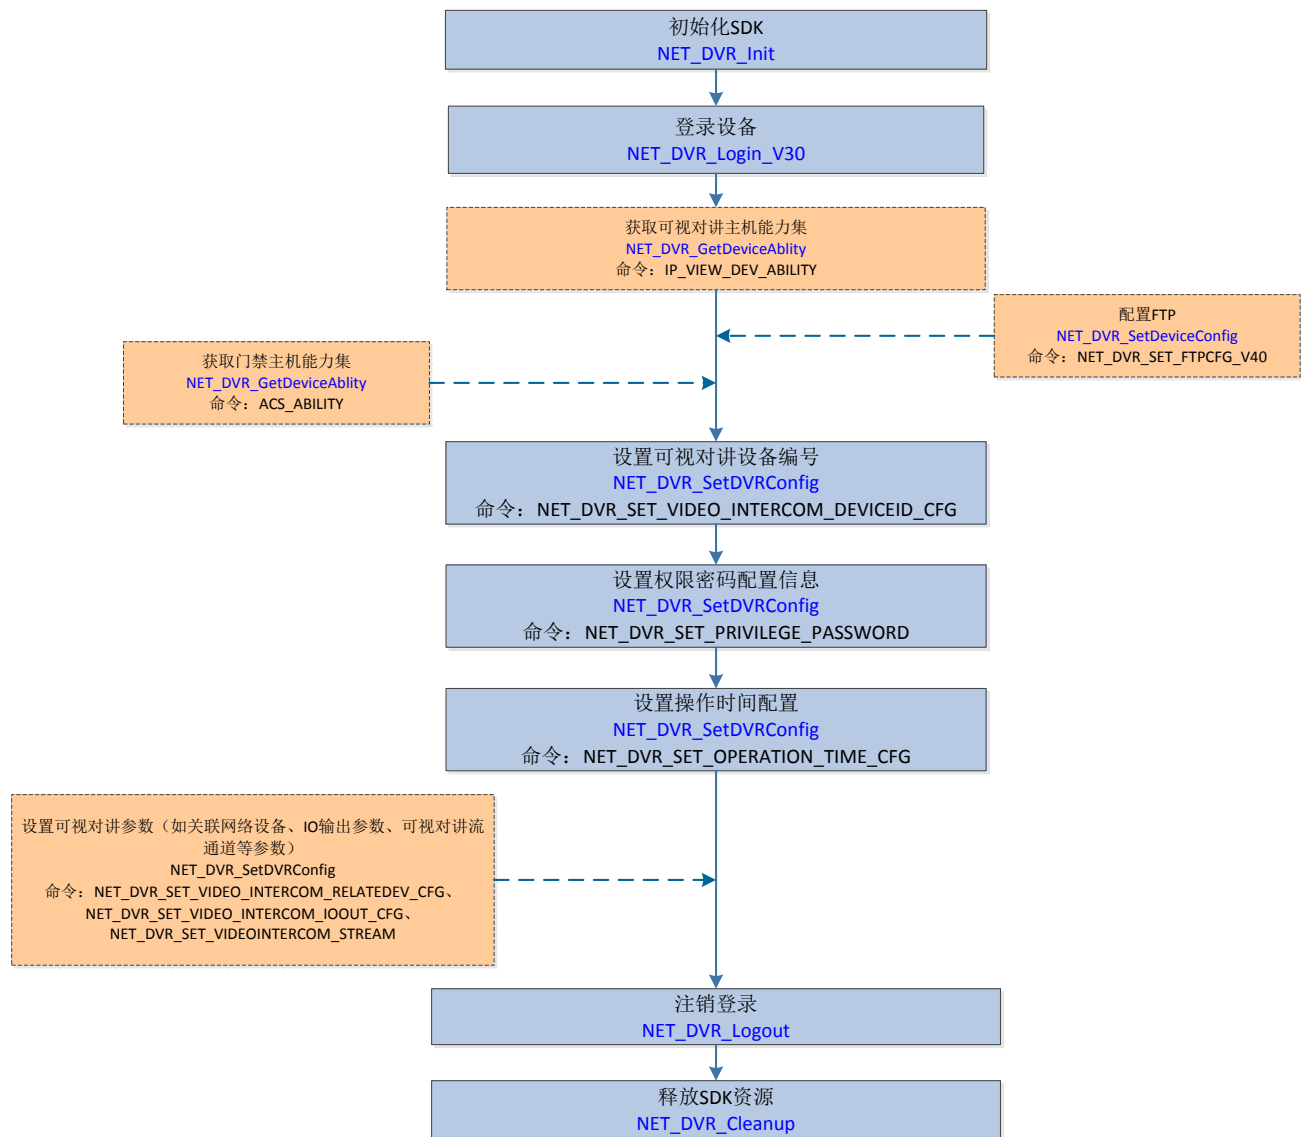 初始化SDK
NET_DVR_Init
登录设备
NET_DVR_Login_V30
获取可视对讲主机能力集
NET_DVR_GetDeviceAblity
命令：IP_VIEW_DEV_ABILITY
配置FTP
NET_DVR_SetDeviceConfig
命令：NET_DVR_SET_FTPCFG_V40
获取门禁主机能力集
NET_DVR_GetDeviceAblity
命令：ACS_ABILITY
设置可视对讲设备编号
NET_DVR_SetDVRConfig
命令：NET_DVR_SET_VIDEO_INTERCOM_DEVICEID_CFG
设置权限密码配置信息
NET_DVR_SetDVRConfig
命令：NET_DVR_SET_PRIVILEGE_PASSWORD
设置操作时间配置
NET_DVR_SetDVRConfig
命令：NET_DVR_SET_OPERATION_TIME_CFG
设置可视对讲参数（如关联网络设备、IO输出参数、可视对讲流
通道等参数）
NET_DVR_SetDVRConfig
命令：NET_DVR_SET_VIDEO_INTERCOM_RELATEDEV_CFG、
NET_DVR_SET_VIDEO_INTERCOM_IOOUT_CFG、
NET_DVR_SET_VIDEOINTERCOM_STREAM
注销登录
NET_DVR_Logout
释放SDK资源
NET_DVR_Cleanup